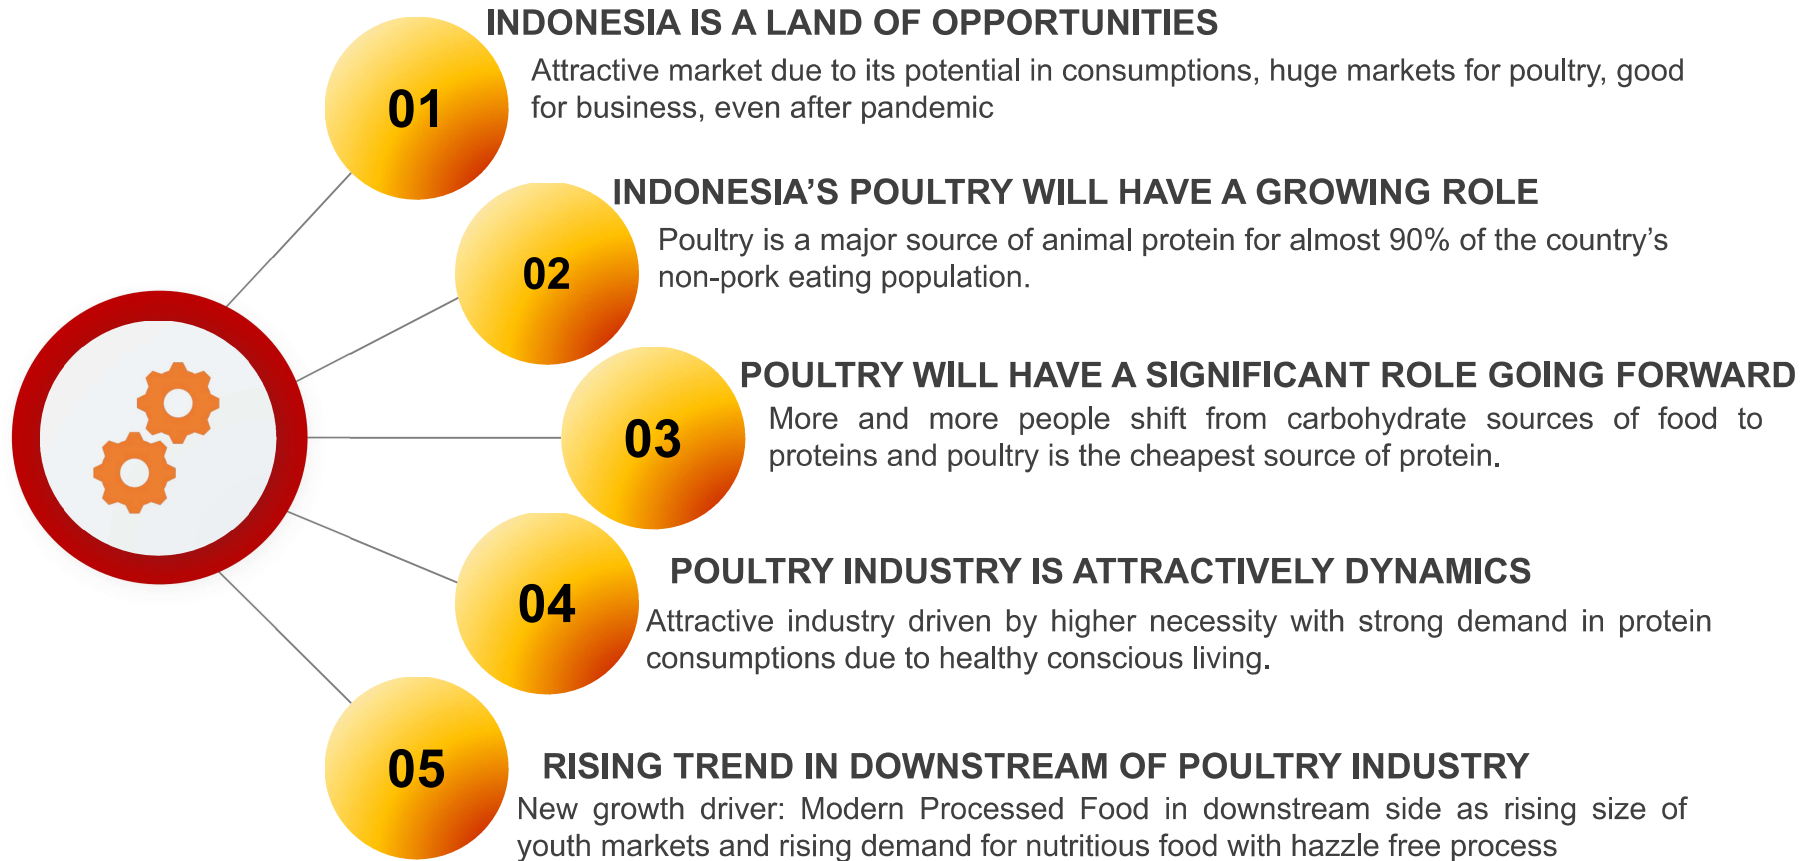 INDONESIA IS A LAND OF OPPORTUNITIES
Attractive market due to its potential in consumptions, huge markets for poultry, good
for business, even after pandemic
01
INDONESIA’S POULTRY WILL HAVE A GROWING ROLE
Poultry is a major source of animal protein for almost 90% of the country’s
non-pork eating population.
02
POULTRY WILL HAVE A SIGNIFICANT ROLE GOING FORWARD
More and more people shift from carbohydrate sources of food to
proteins and poultry is the cheapest source of protein.
03
POULTRY INDUSTRY IS ATTRACTIVELY DYNAMICS
Attractive industry driven by higher necessity with strong demand in protein
consumptions due to healthy conscious living.
04
RISING TREND IN DOWNSTREAM OF POULTRY INDUSTRY
New growth driver: Modern Processed Food in downstream side as rising size of
youth markets and rising demand for nutritious food with hazzle free process
05